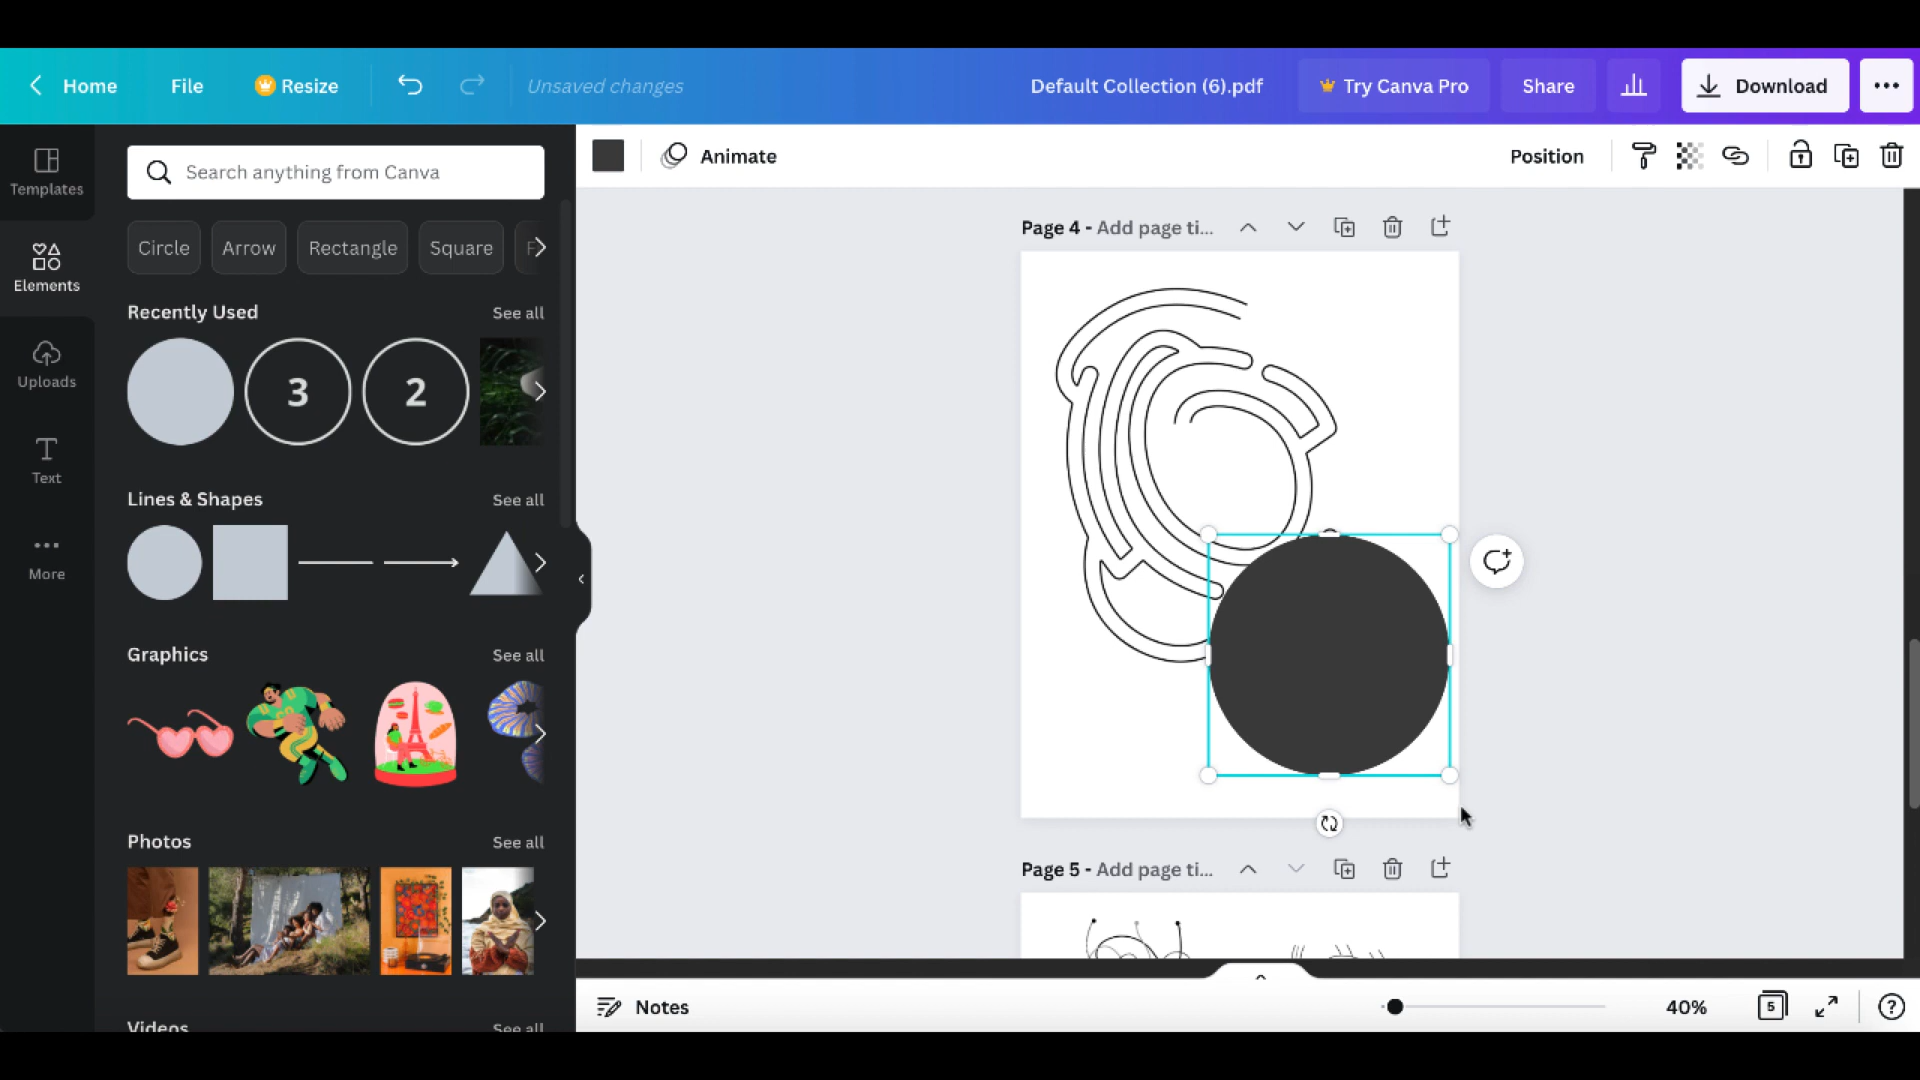 Home File Resize Unsaved changes Default Collection (6).pdf Try Canva Pro Share Download
Templates
Elements
Uploads
Text
More
Search anything from Canva
Circle Arrow Rectangle Square
Recently Used See all
3 2
Lines & Shapes See all
Graphics See all
Photos See all
Videos See all
Animate Position
Page 4 - Add page ti...
Page 5 - Add page ti...
Notes 40% 5 ?